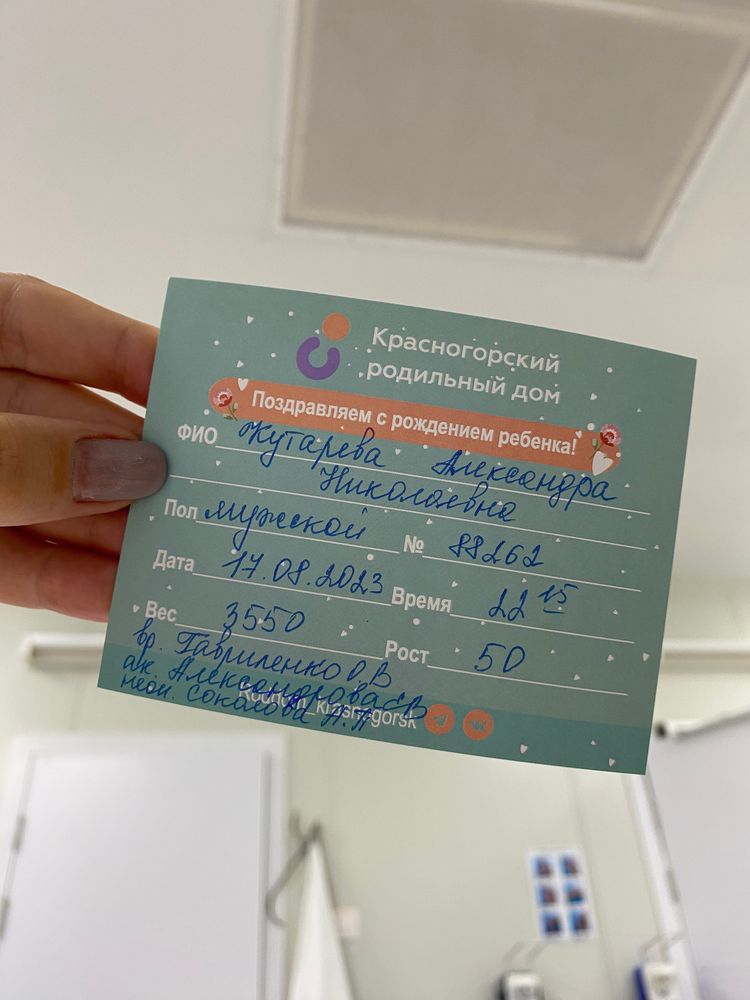 Красногорский
родильный дом
Поздравляем с рождением ребенка!
ФИО Жутарева Александра
Николаевна
Пол мужской № 88262
Дата 17.08.2023 Время 22 15
Вес 3550 Рост 50
вр. Гавриленко О.В
ак. Александрова Е.В
неон. Соколова А.П
Roddom_krasnogorsk